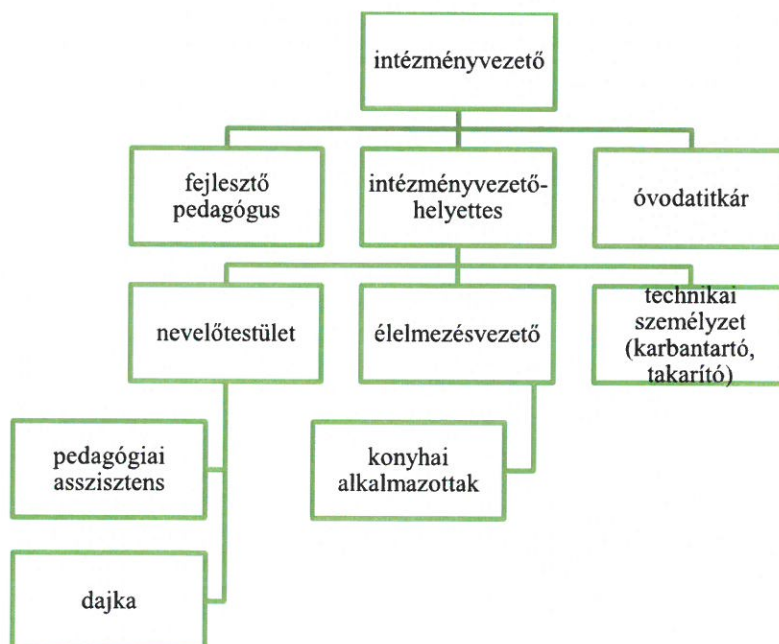 intézményvezető
fejlesztő
pedagógus
intézményvezető-
helyettes
óvodatitkár
nevelőtestület
élelmezésvezető
technikai
személyzet
(karbantartó,
takarító)
pedagógiai
asszisztens
konyhai
alkalmazottak
dajka